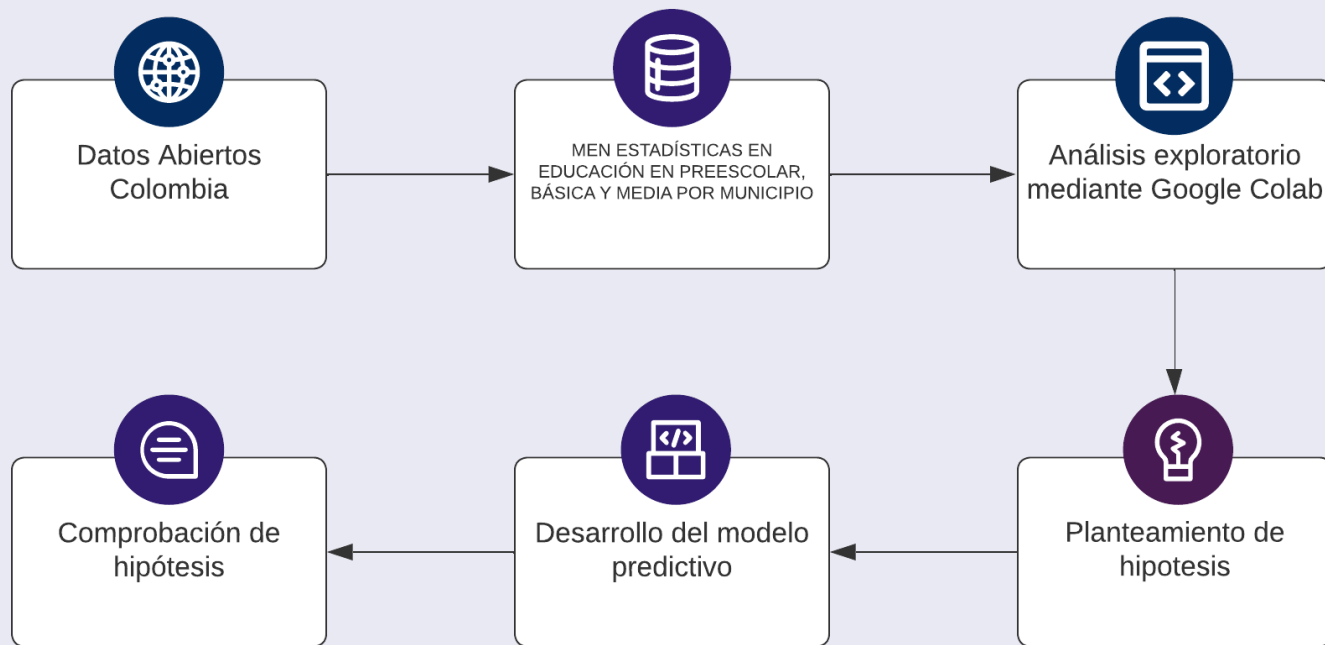 Datos Abiertos
Colombia
MEN ESTADÍSTICAS EN
EDUCACIÓN EN PREESCOLAR,
BÁSICA Y MEDIA POR MUNICIPIO
Análisis exploratorio
mediante Google Colab
Planteamiento de
hipotesis
Desarrollo del modelo
predictivo
Comprobación de
hipótesis